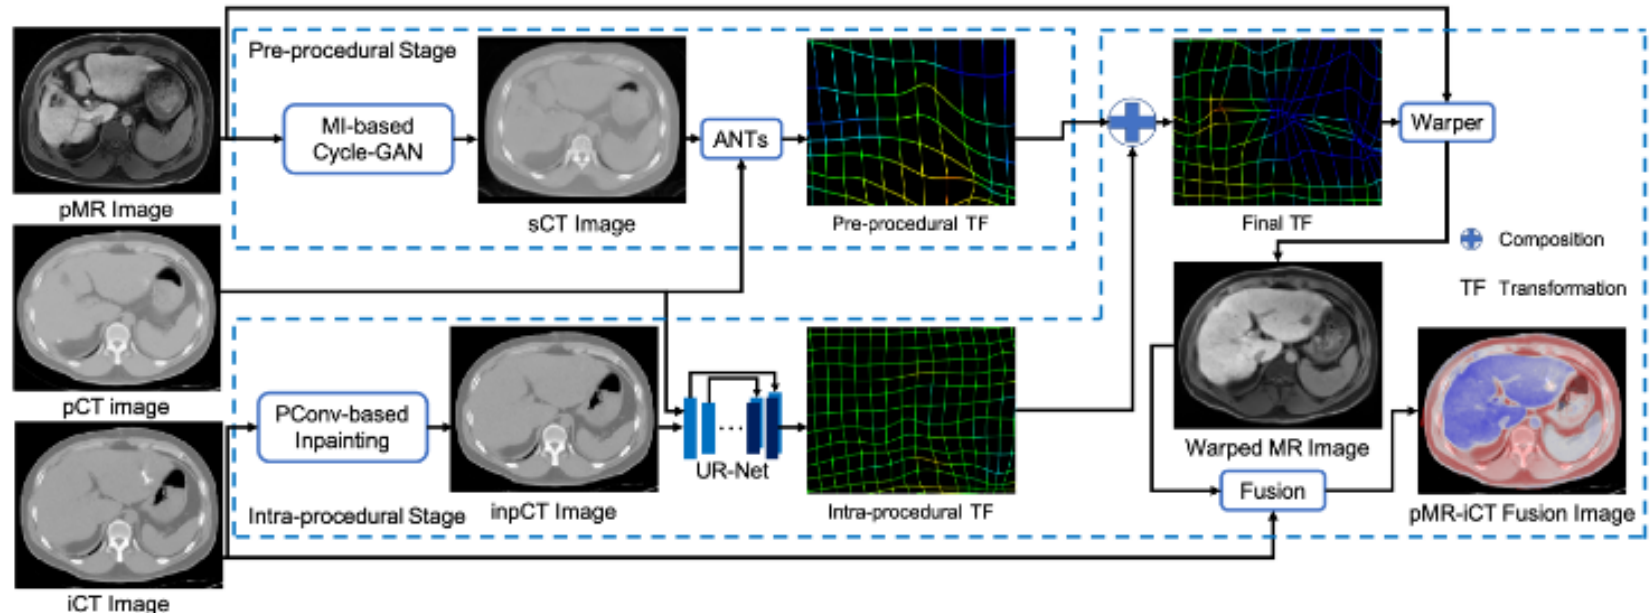 Pre-procedural Stage
MI-based
Cycle-GAN
ANTs
Warper
pMR Image
sCT Image
Pre-procedural TF
Final TF
Composition
TF Transformation
pCT image
PConv-based
Inpainting
...
UR-Net
Warped MR Image
Fusion
Intra-procedural Stage
inpCT Image
Intra-procedural TF
pMR-iCT Fusion Image
iCT Image